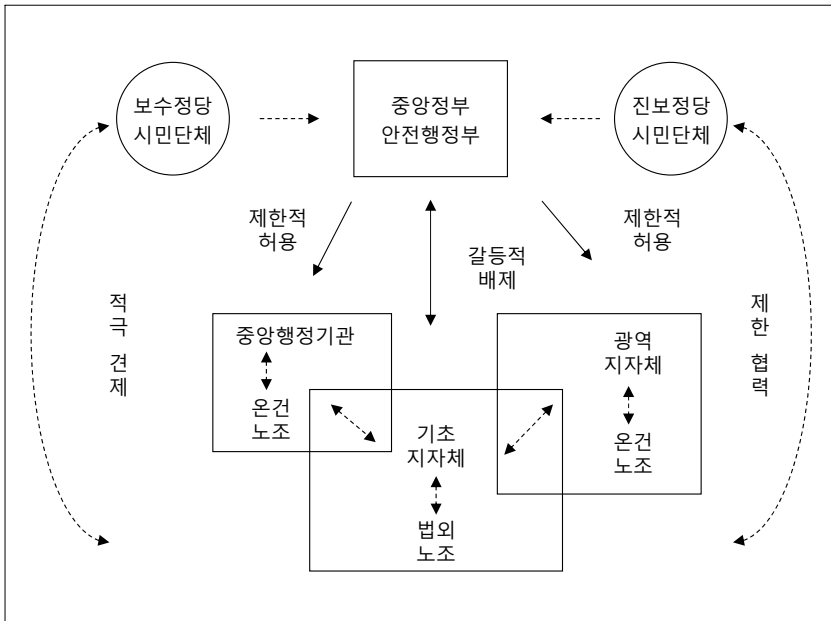 보수정당
시민단체
중앙정부
안전행정부
진보정당
시민단체
제한적
허용
갈등적
배제
제한적
허용
적극 견제
제한 협력
중앙행정기관
온건
노조
광역
지자체
온건
노조
기초
지자체
법외
노조